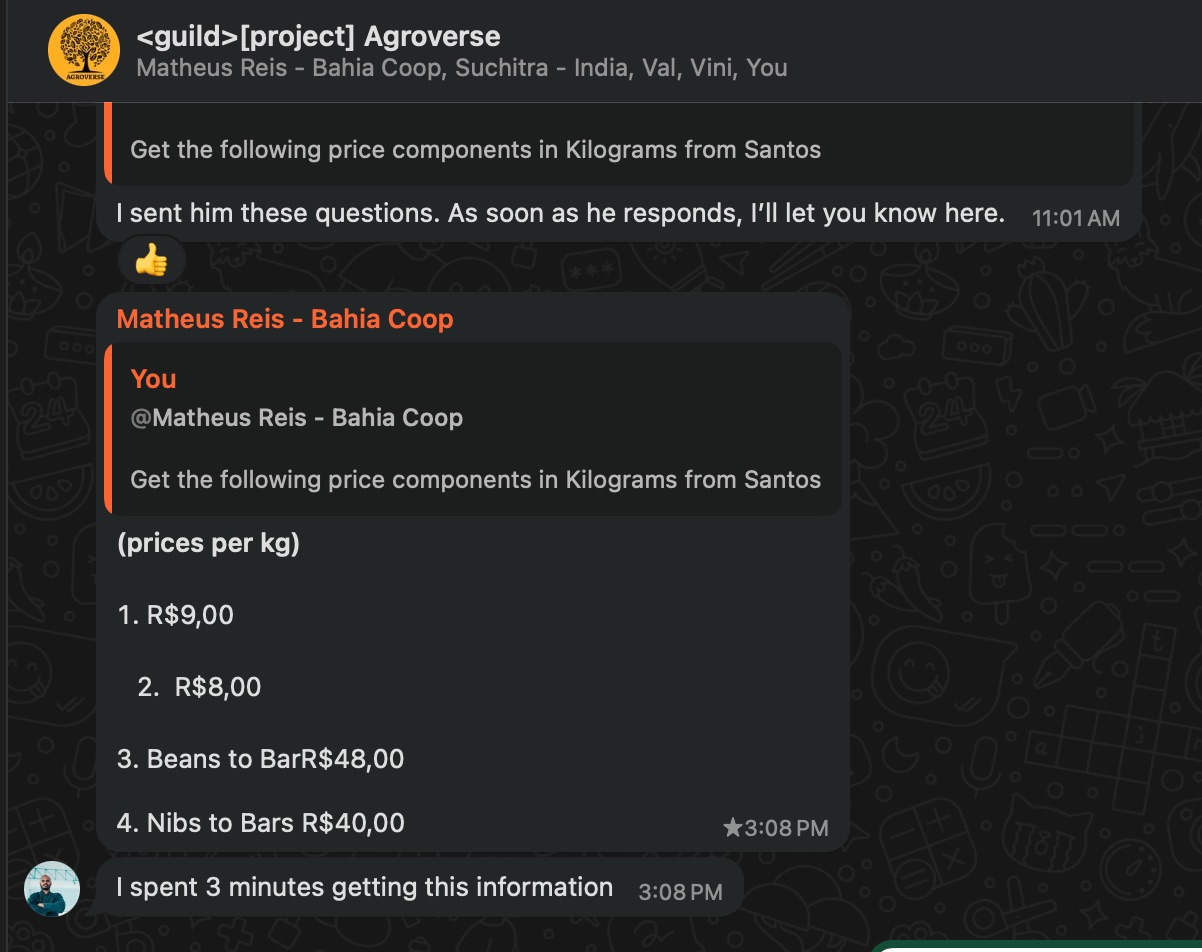 <guild>[project] Agroverse
Matheus Reis - Bahia Coop, Suchitra - India, Val, Vini, You
AGROVERSE
Get the following price components in Kilograms from Santos
I sent him these questions. As soon as he responds, I’ll let you know here. 11:01 AM
Matheus Reis - Bahia Coop
You
@Matheus Reis - Bahia Coop
Get the following price components in Kilograms from Santos
(prices per kg)
1. R$9,00
2. R$8,00
3. Beans to BarR$48,00
4. Nibs to Bars R$40,00
★3:08 PM
I spent 3 minutes getting this information 3:08 PM